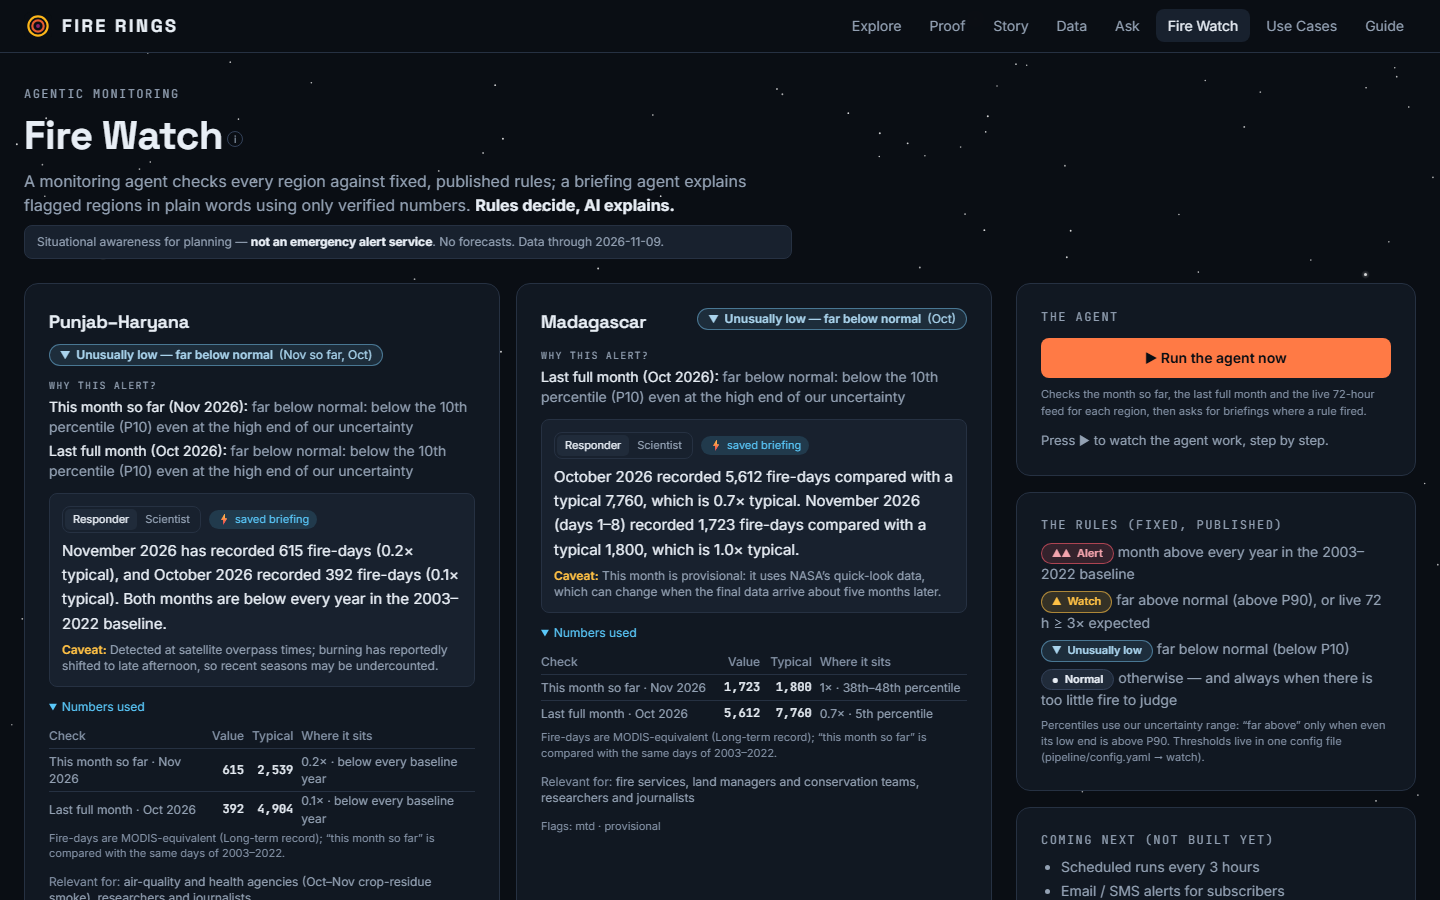 FIRE RINGS
Explore Proof Story Data Ask Fire Watch Use Cases Guide
AGENTIC MONITORING
Fire Watch i
A monitoring agent checks every region against fixed, published rules; a briefing agent explains
flagged regions in plain words using only verified numbers. Rules decide, AI explains.
Situational awareness for planning — not an emergency alert service. No forecasts. Data through 2026-11-09.
Punjab–Haryana
▼ Unusually low — far below normal (Nov so far, Oct)
WHY THIS ALERT?
This month so far (Nov 2026): far below normal: below the 10th
percentile (P10) even at the high end of our uncertainty
Last full month (Oct 2026): far below normal: below the 10th
percentile (P10) even at the high end of our uncertainty
Responder Scientist saved briefing
November 2026 has recorded 615 fire-days (0.2×
typical), and October 2026 recorded 392 fire-days (0.1×
typical). Both months are below every year in the 2003–
2022 baseline.
Caveat: Detected at satellite overpass times; burning has reportedly
shifted to late afternoon, so recent seasons may be undercounted.
▼ Numbers used
Check Value Typical Where it sits
This month so far · Nov
2026 615 2,539 0.2× · below every baseline
year
Last full month · Oct 2026 392 4,904 0.1× · below every baseline
year
Fire-days are MODIS-equivalent (Long-term record); “this month so far” is
compared with the same days of 2003–2022.
Relevant for: air-quality and health agencies (Oct–Nov crop-residue
smoke), researchers and journalists
Madagascar
▼ Unusually low — far below normal (Oct)
WHY THIS ALERT?
Last full month (Oct 2026): far below normal: below the 10th
percentile (P10) even at the high end of our uncertainty
Responder Scientist saved briefing
October 2026 recorded 5,612 fire-days compared with a
typical 7,760, which is 0.7× typical. November 2026
(days 1–8) recorded 1,723 fire-days compared with a
typical 1,800, which is 1.0× typical.
Caveat: This month is provisional: it uses NASA’s quick-look data,
which can change when the final data arrive about five months later.
▼ Numbers used
Check Value Typical Where it sits
This month so far · Nov 2026 1,723 1,800 1× · 38th–48th percentile
Last full month · Oct 2026 5,612 7,760 0.7× · 5th percentile
Fire-days are MODIS-equivalent (Long-term record); “this month so far” is
compared with the same days of 2003–2022.
Relevant for: fire services, land managers and conservation teams,
researchers and journalists
Flags: mtd · provisional
THE AGENT
▶ Run the agent now
Checks the month so far, the last full month and the live 72-hour
feed for each region, then asks for briefings where a rule fired.
Press ▶ to watch the agent work, step by step.
THE RULES (FIXED, PUBLISHED)
▲▲ Alert month above every year in the 2003–
2022 baseline
▲ Watch far above normal (above P90), or live 72
h ≥ 3× expected
▼ Unusually low far below normal (below P10)
● Normal otherwise — and always when there is
too little fire to judge
Percentiles use our uncertainty range: “far above” only when even
its low end is above P90. Thresholds live in one config file
(pipeline/config.yaml → watch).
COMING NEXT (NOT BUILT YET)
• Scheduled runs every 3 hours
• Email / SMS alerts for subscribers